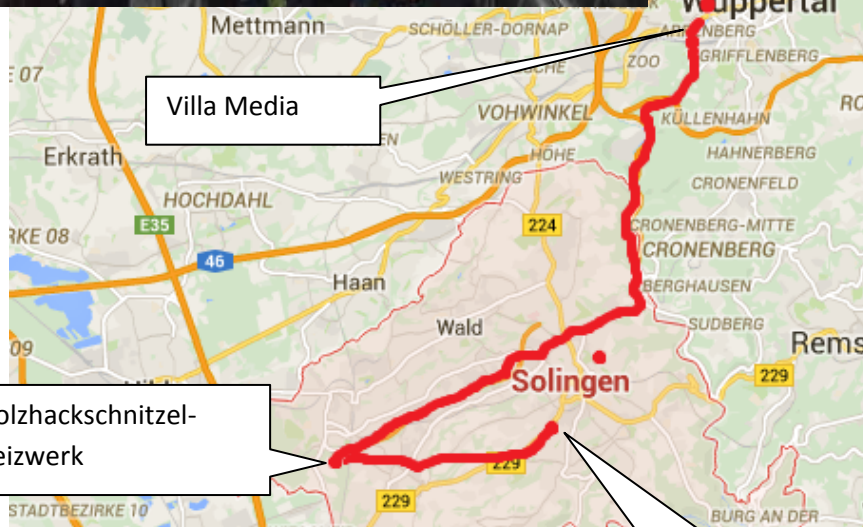 Wuppertal
Mettmann
SCHÖLLER-DORNAP
GRIFFLENBERG
ZOO
E 07
Villa Media
VOHWINKEL
KÜLLENHAHN
Erkrath
HÖHE
HAHNERBERG
WESTRING
CRONENFELD
HOCHDAHL
E35
224
CRONENBERG-MITTE
RKE 08
46
CRONENBERG
Haan
BERGHAUSEN
Wald
SUDBERG
09
Rems
Solingen
229
olzhackschnitzel-
eizwerk
229
STADTBEZIRKE 10
229
BURG AN DER